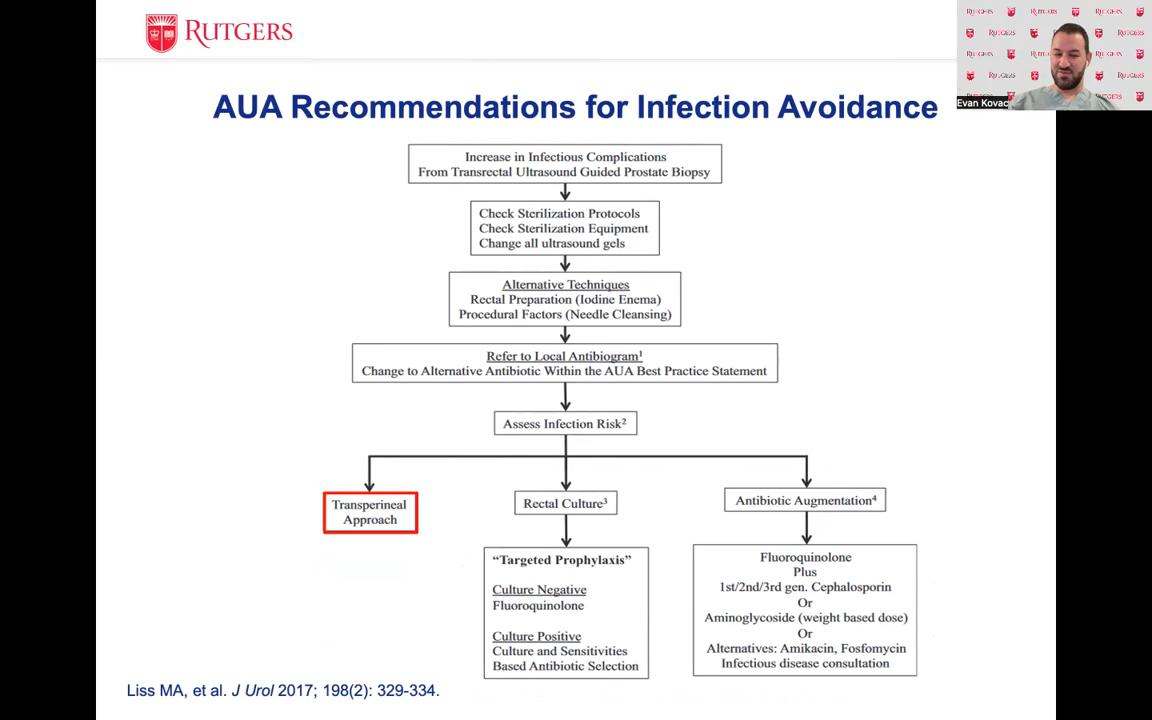 RUTGERS
AUA Recommendations for Infection Avoidance
Evan Kovac
Increase in Infectious Complications
From Transrectal Ultrasound Guided Prostate Biopsy
Check Sterilization Protocols
Check Sterilization Equipment
Change all ultrasound gels
Alternative Techniques
Rectal Preparation (Iodine Enema)
Procedural Factors (Needle Cleansing)
Refer to Local Antibiogram¹
Change to Alternative Antibiotic Within the AUA Best Practice Statement
Assess Infection Risk²
Transperineal
Approach
Rectal Culture³
"Targeted Prophylaxis"
Culture Negative
Fluoroquinolone
Culture Positive
Culture and Sensitivities
Based Antibiotic Selection
Antibiotic Augmentation⁴
Fluoroquinolone
Plus
1st/2nd/3rd gen. Cephalosporin
Or
Aminoglycoside (weight based dose)
Or
Alternatives: Amikacin, Fosfomycin
Infectious disease consultation
Liss MA, et al. J Urol 2017; 198(2): 329-334.